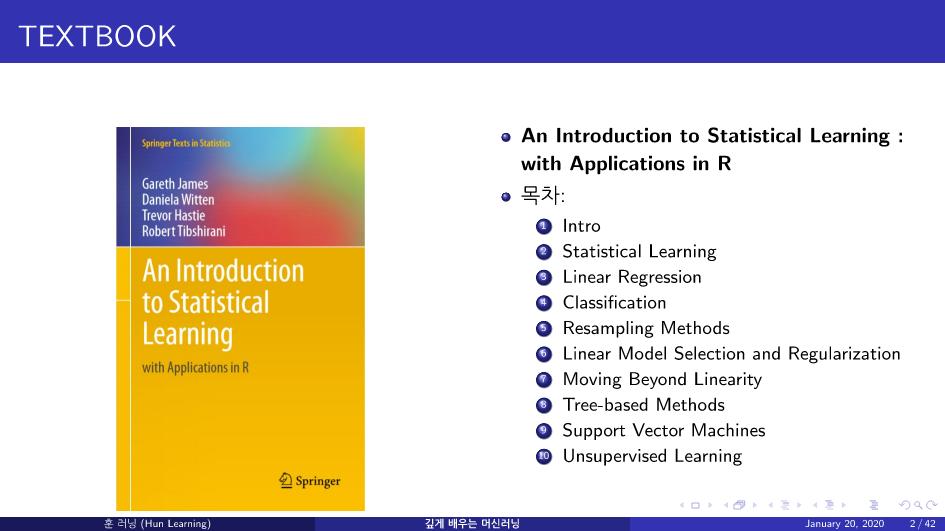 TEXTBOOK
Springer Texts in Statistics
Gareth James
Daniela Witten
Trevor Hastie
Robert Tibshirani
An Introduction
to Statistical
Learning
with Applications in R
Springer
An Introduction to Statistical Learning :
with Applications in R
목차:
1 Intro
2 Statistical Learning
3 Linear Regression
4 Classification
5 Resampling Methods
6 Linear Model Selection and Regularization
7 Moving Beyond Linearity
8 Tree-based Methods
9 Support Vector Machines
10 Unsupervised Learning
훈 러닝 (Hun Learning) 깊게 배우는 머신러닝 January 20, 2020 2 / 42